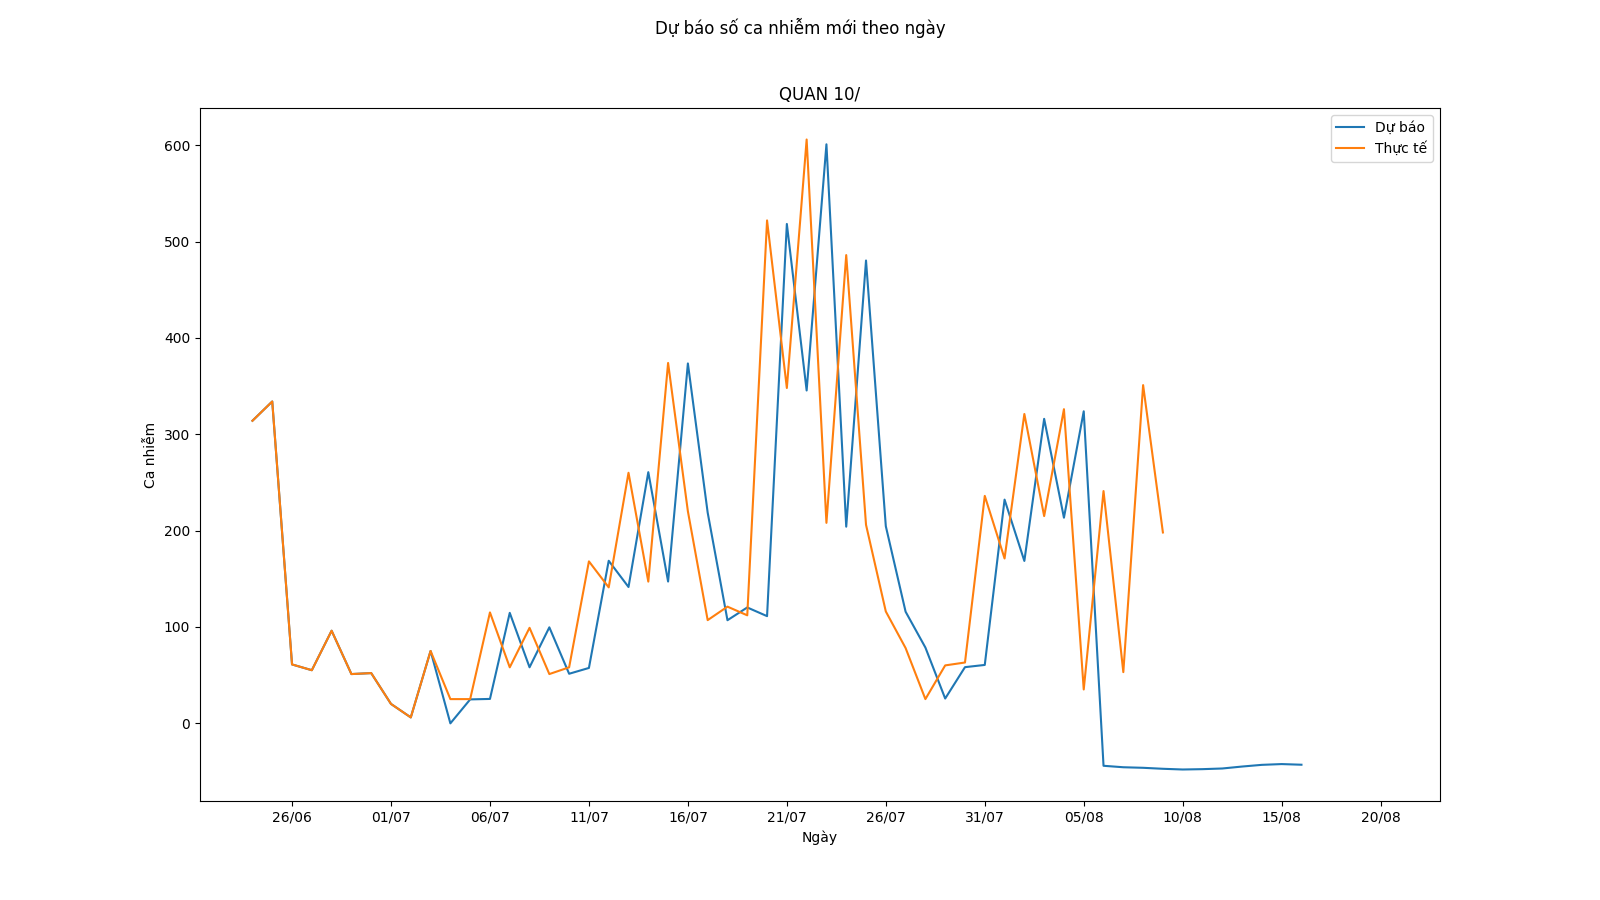 Dự báo số ca nhiễm mới theo ngày
QUAN 10/
Dự báo
Thực tế
600
500
400
300
200
100
0
Ca nhiễm
26/06 01/07 06/07 11/07 16/07 21/07 26/07 31/07 05/08 10/08 15/08 20/08
Ngày